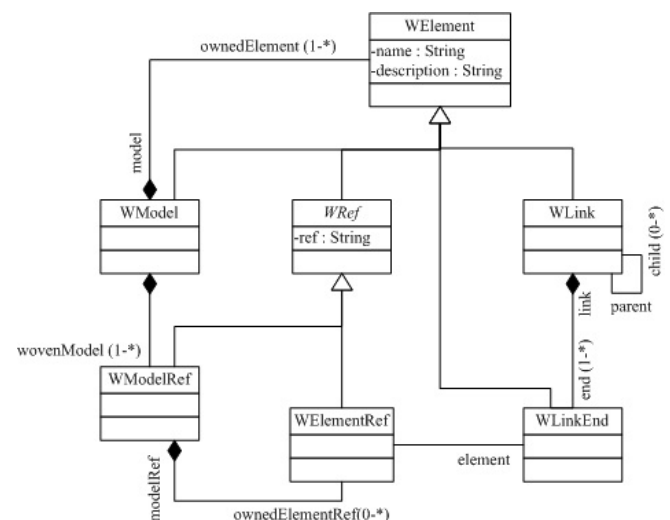 WElement
ownedElement (1-*)
-name : String
-description : String
model
WModel
WRef
WLink
-ref : String
child (0-*)
link
parent
wovenModel (1-*)
end (1-*)
WModelRef
WElementRef
WLinkEnd
element
modelRef
ownedElementRef(0-*)